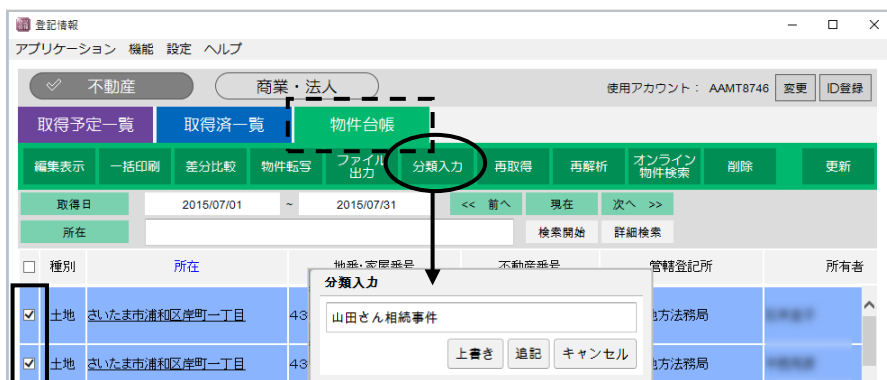 登記情報
アプリケーション 機能 設定 ヘルプ
不動産 商業・法人 使用アカウント： AAMT8746 変更 ID登録
取得予定一覧 取得済一覧 物件台帳
編集表示 一括印刷 差分比較 物件転写 ファイル出力 分類入力 再取得 再解析 オンライン物件検索 削除 更新
取得日 2015/07/01 ~ 2015/07/31 << 前へ 現在 次へ >>
所在 検索開始 詳細検索
種別 所在 地番・家屋番号 不動産番号 管轄登記所 所有者
分類入力
土地 さいたま市浦和区岸町一丁目 43 山田さん相続事件 地方法務局
上書き 追記 キャンセル
土地 さいたま市浦和区岸町一丁目 43 地方法務局